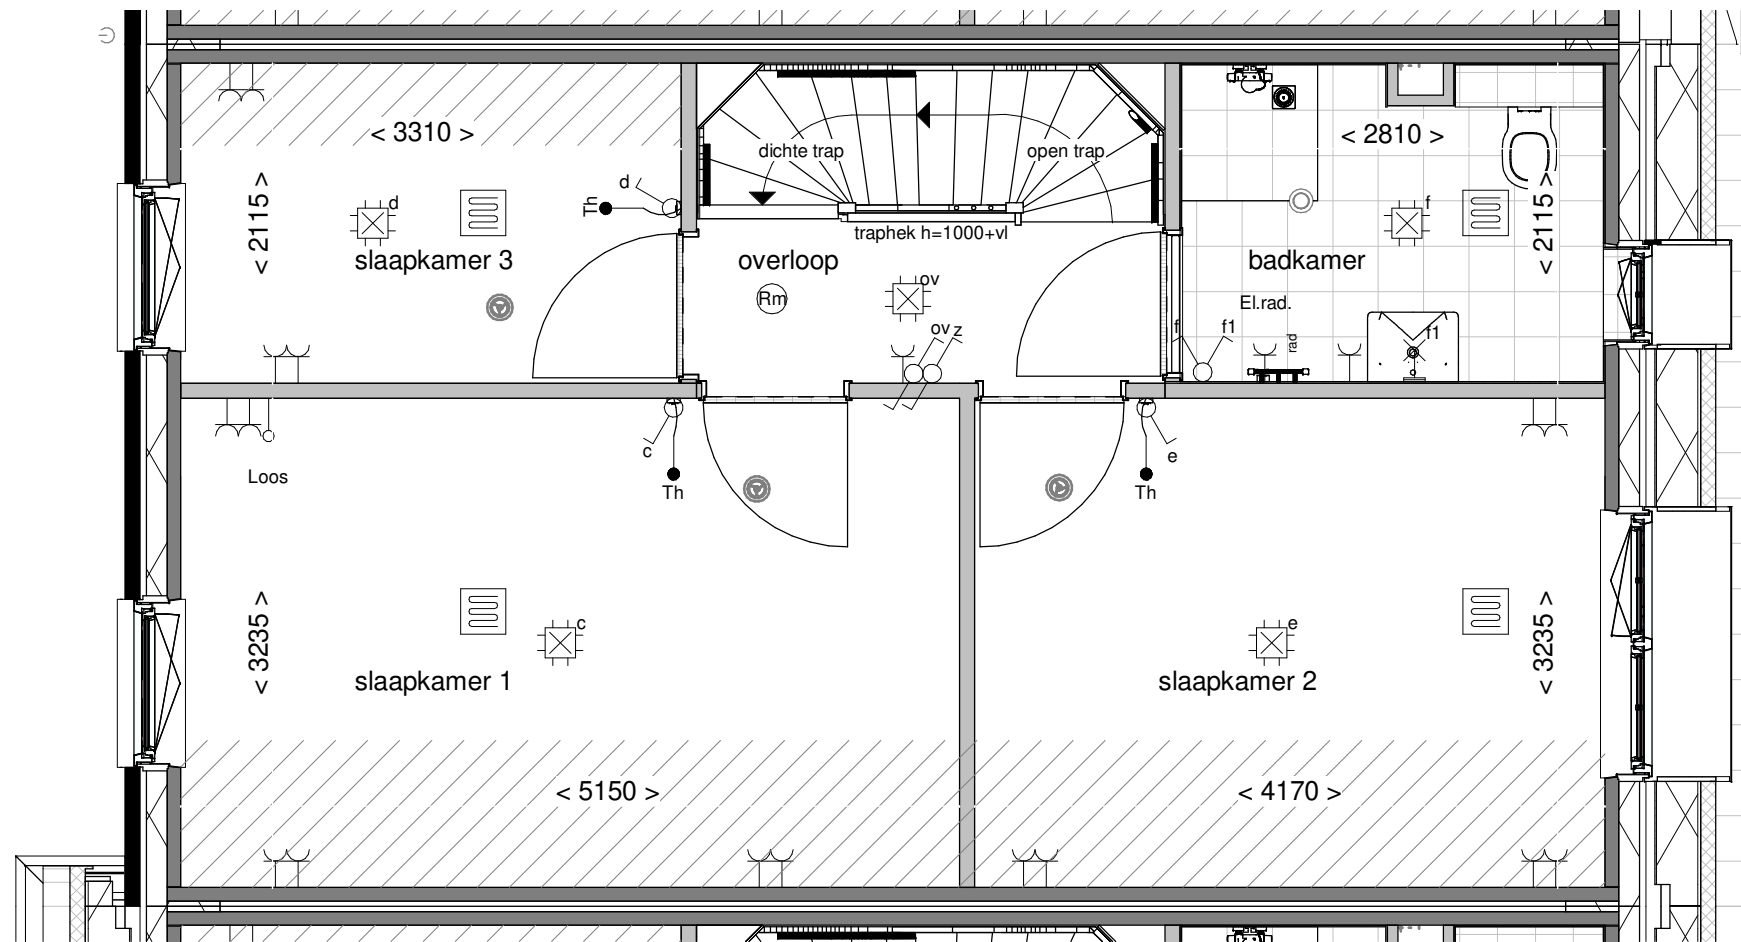 < 3310 >
dichte trap
open trap
< 2810 >
< 2115 >
d
Th
d
f
< 2115 >
traphek h=1000+vl
slaapkamer 3
overloop
badkamer
Rm
ov
El.rad.
ov z
f
f1
rad
f1
c
Th
e
Th
Loos
< 3235 >
c
e
< 3235 >
slaapkamer 1
slaapkamer 2
< 5150 >
< 4170 >